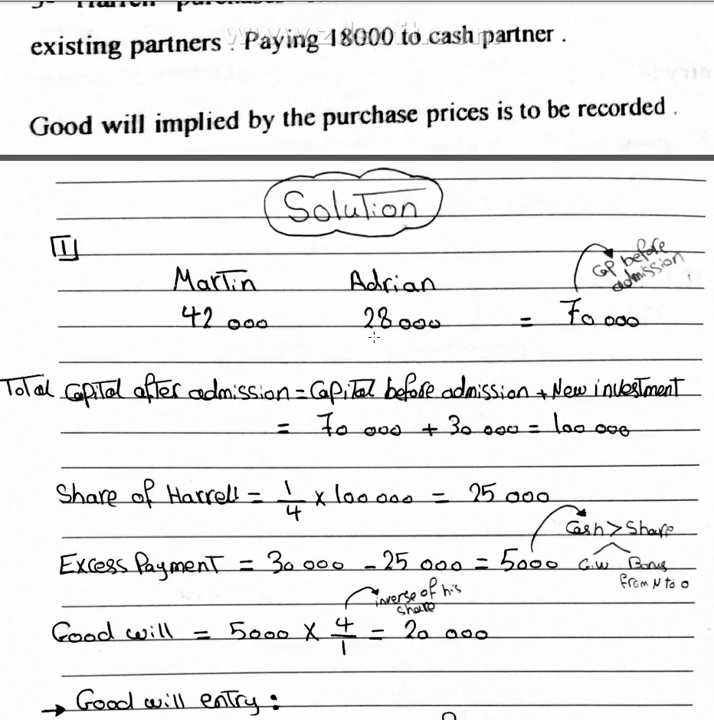 existing partners . Paying 18000 to cash partner .
Good will implied by the purchase prices is to be recorded .
Solution
1
Martin Adrian
CaP before admission
42 000 28 000 = 70 000
Total Capital after admission = Capital before admission + New investment
= 70 000 + 30 000 = 100 000
Share of Harrell = 1/4 x 100 000 = 25 000
Cash > Share
Excess Payment = 30 000 - 25 000 = 5000 G.W Bonus
From N to O
inverse of his share
Good will = 5000 X 4/1 = 20 000
→ Good will entry :